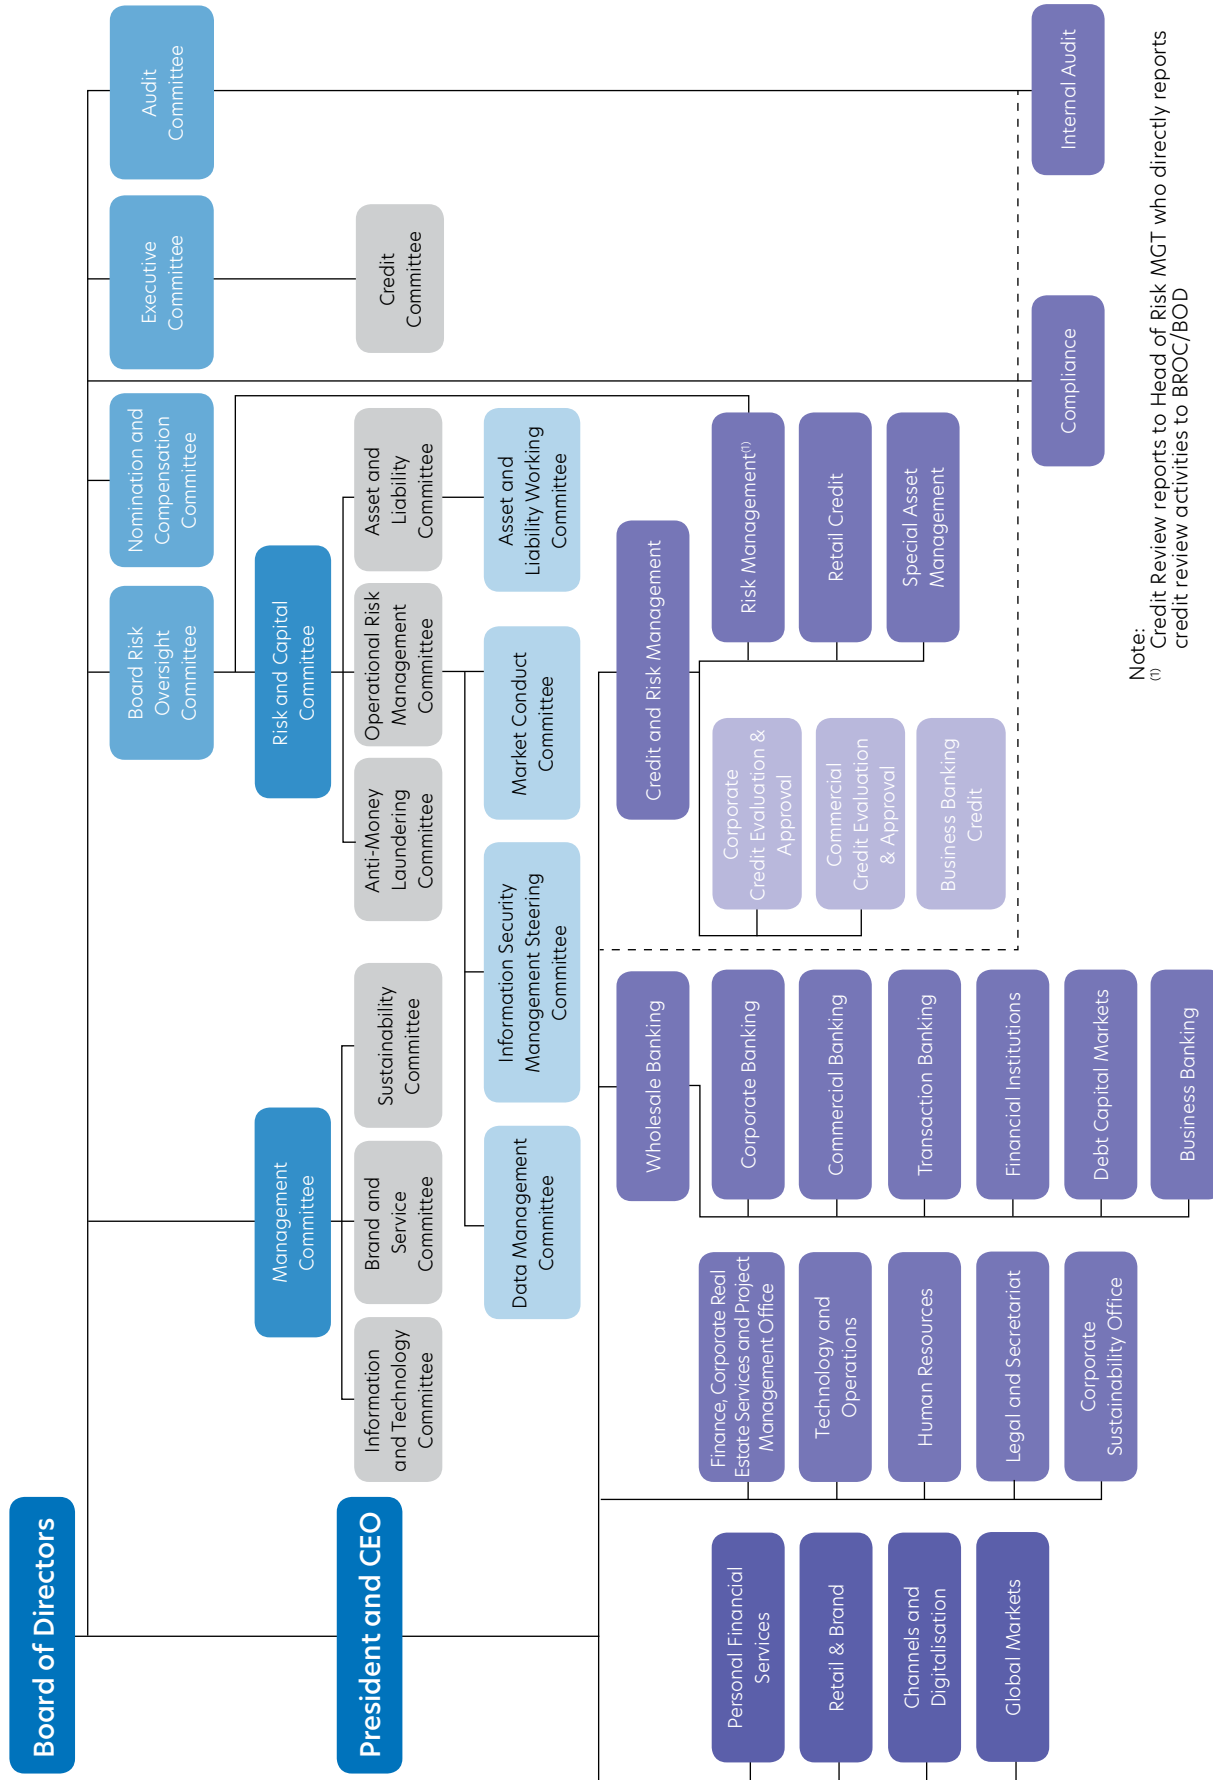 Board of Directors
Audit
Committee
Executive
Committee
Nomination and
Compensation
Committee
Board Risk
Oversight
Committee
Management
Committee
Risk and Capital
Committee
President and CEO
Information
and Technology
Committee
Brand and
Service
Committee
Sustainability
Committee
Anti-Money
Laundering
Committee
Operational Risk
Management
Committee
Asset and
Liability
Committee
Credit
Committee
Data Management
Committee
Information Security
Management Steering
Committee
Market Conduct
Committee
Asset and
Liability Working
Committee
Wholesale Banking
Credit and Risk Management
Personal Financial
Services
Retail & Brand
Channels and
Digitalisation
Global Markets
Finance, Corporate Real
Estate Services and Project
Management Office
Technology and
Operations
Human Resources
Legal and Secretariat
Corporate
Sustainability Office
Corporate Banking
Commercial Banking
Transaction Banking
Financial Institutions
Debt Capital Markets
Business Banking
Corporate
Credit Evaluation &
Approval
Commercial
Credit Evaluation
& Approval
Business Banking
Credit
Risk Management(1)
Retail Credit
Special Asset
Management
Compliance
Internal Audit
Note:
(1) Credit Review reports to Head of Risk MGT who directly reports
credit review activities to BROC/BOD